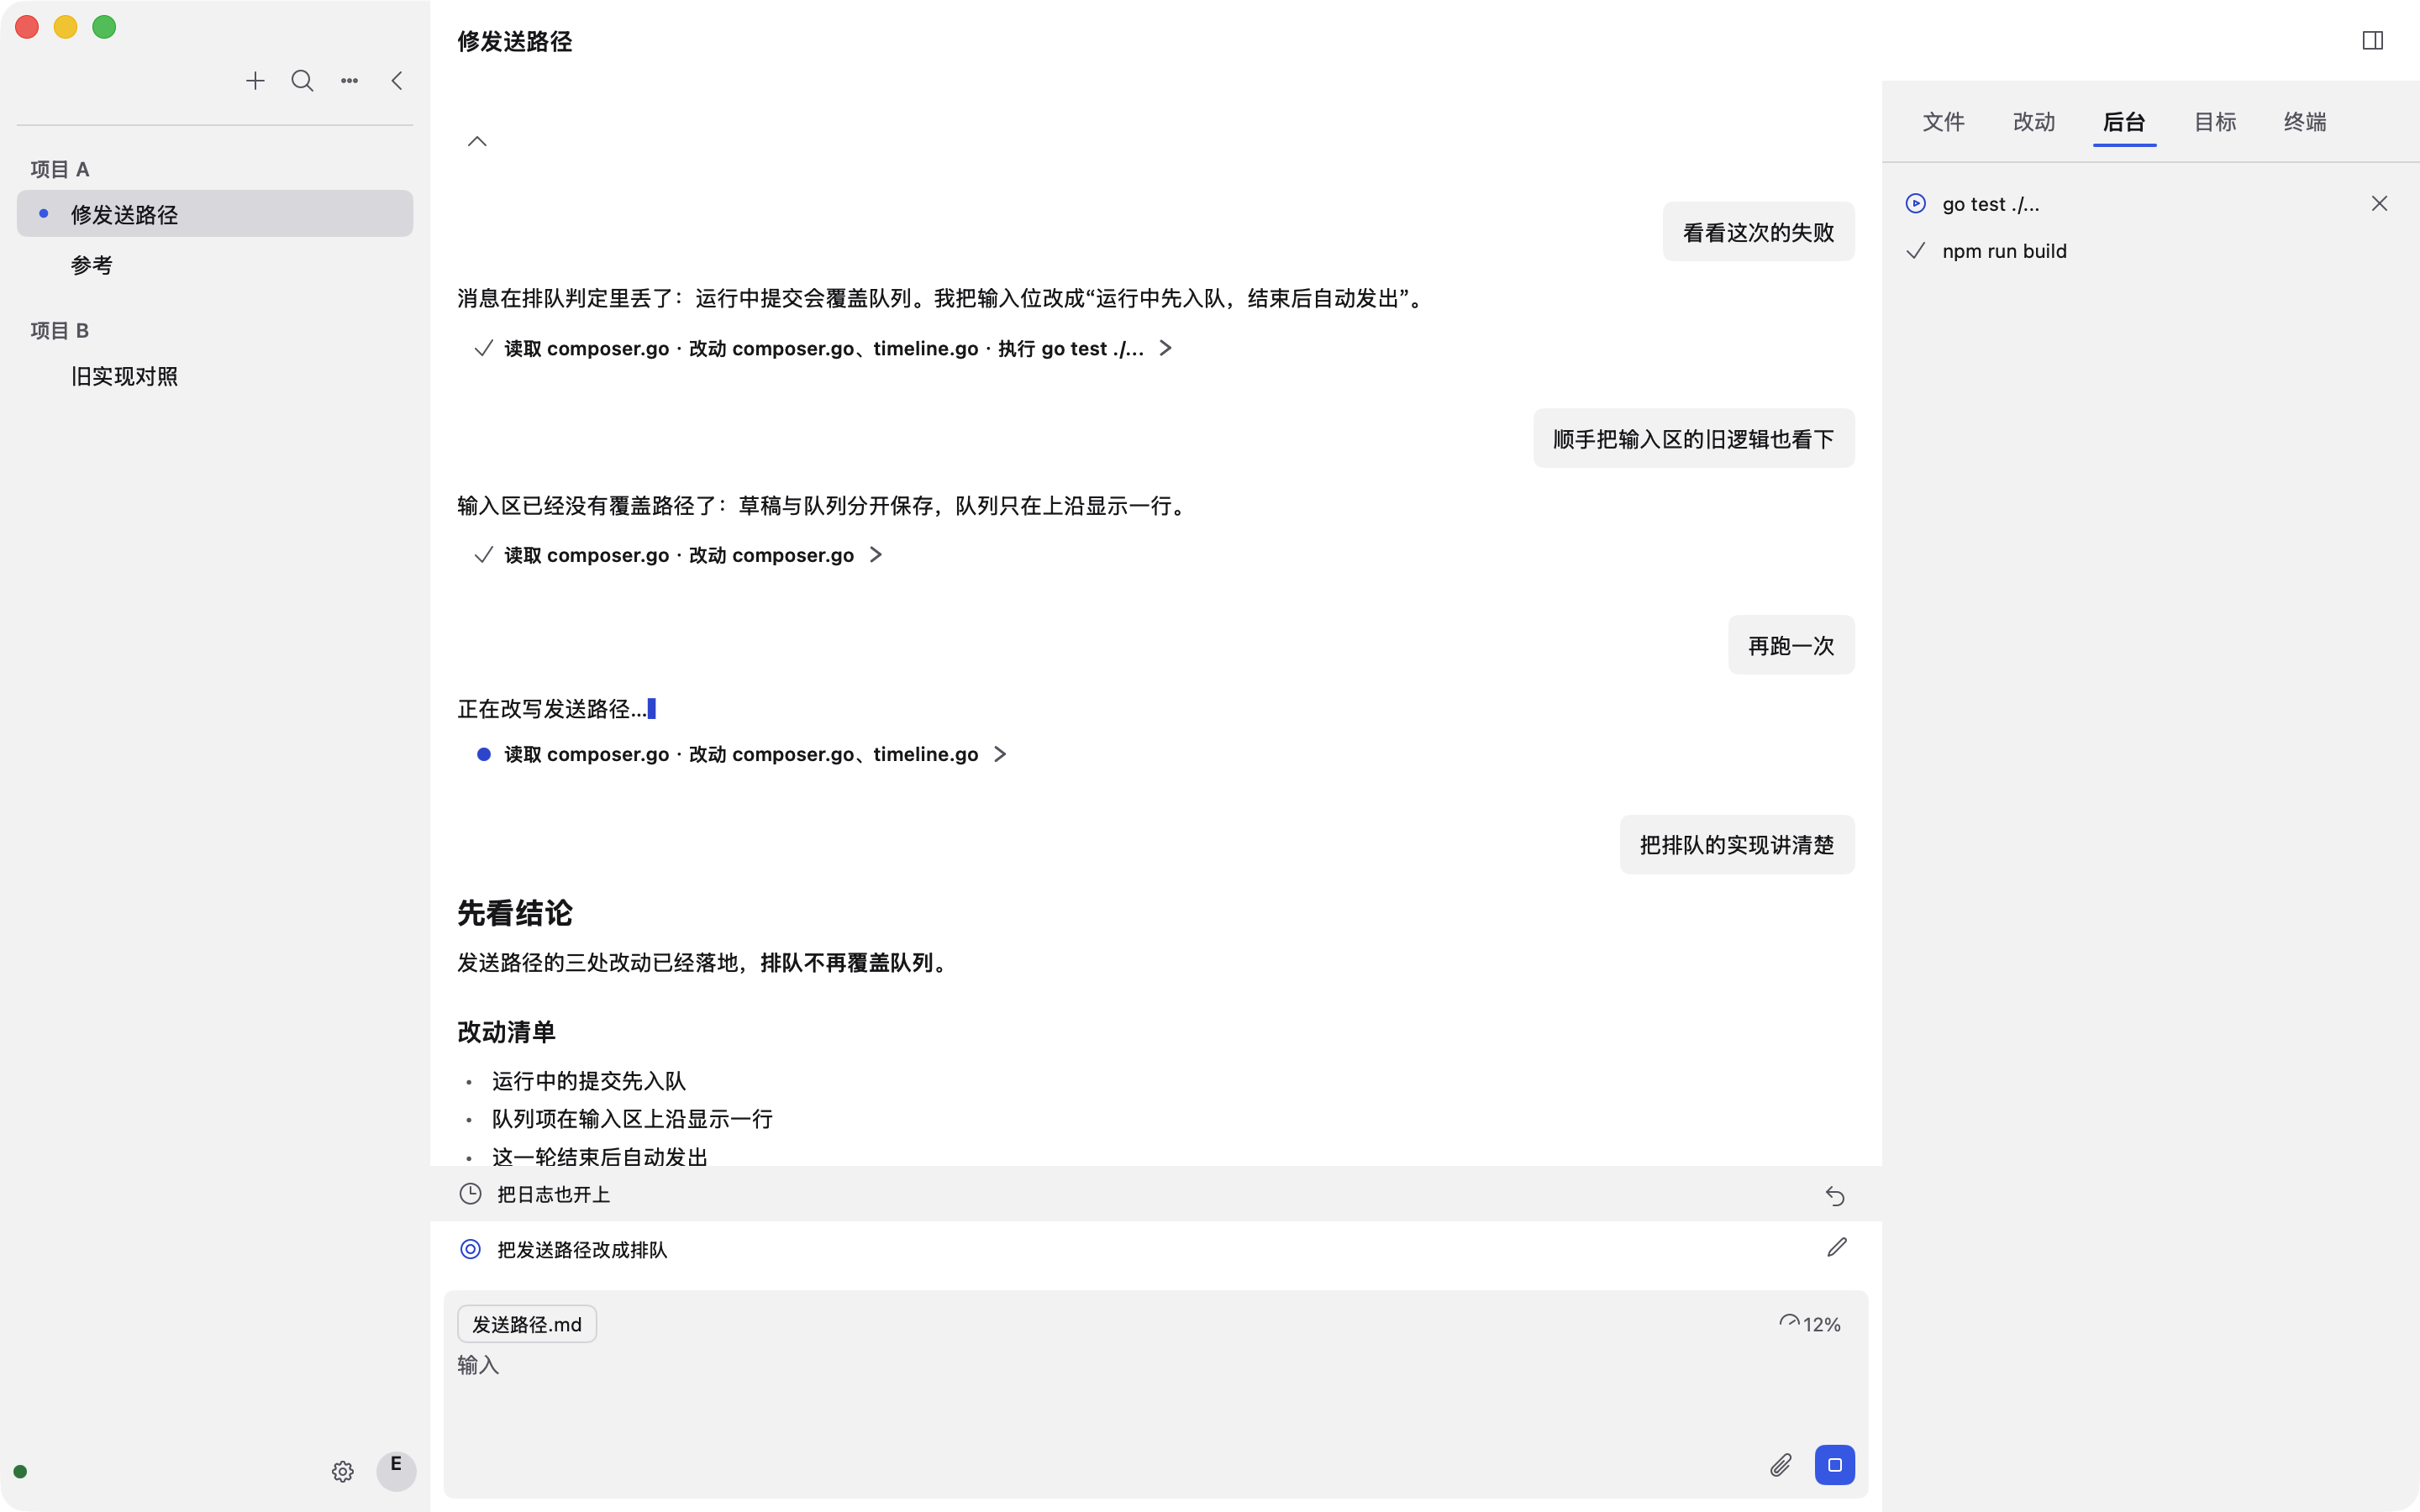 修发送路径
项目 A
修发送路径
参考
项目 B
旧实现对照
E
看看这次的失败
消息在排队判定里丢了：运行中提交会覆盖队列。我把输入位改成“运行中先入队，结束后自动发出”。
读取 composer.go · 改动 composer.go、timeline.go · 执行 go test ./...
顺手把输入区的旧逻辑也看下
输入区已经没有覆盖路径了：草稿与队列分开保存，队列只在上沿显示一行。
读取 composer.go · 改动 composer.go
再跑一次
正在改写发送路径...
读取 composer.go · 改动 composer.go、timeline.go
把排队的实现讲清楚
先看结论
发送路径的三处改动已经落地，排队不再覆盖队列。
改动清单
• 运行中的提交先入队
• 队列项在输入区上沿显示一行
• 这一轮结束后自动发出
把日志也开上
把发送路径改成排队
发送路径.md
12%
输入
文件 改动 后台 目标 终端
go test ./...
npm run build